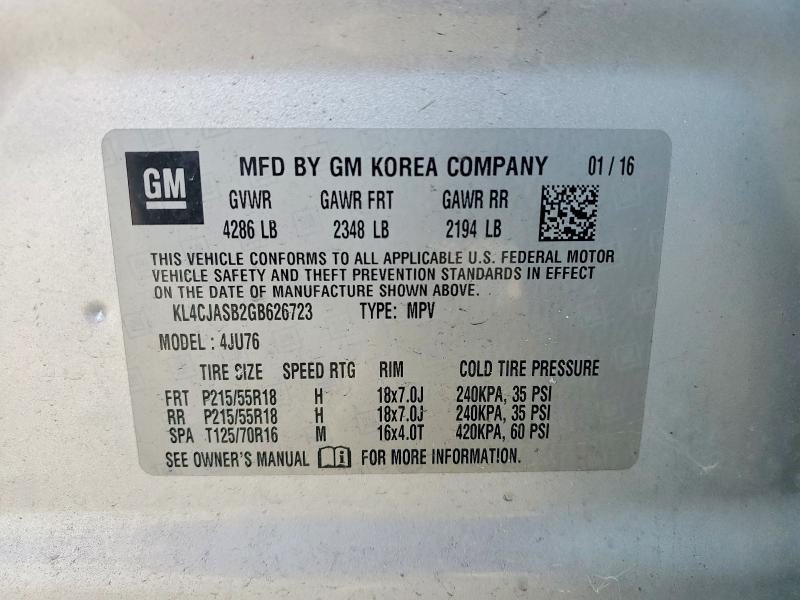 GM
MFD BY GM KOREA COMPANY 01 / 16
GVWR GAWR FRT GAWR RR
4286 LB 2348 LB 2194 LB
THIS VEHICLE CONFORMS TO ALL APPLICABLE U.S. FEDERAL MOTOR
VEHICLE SAFETY AND THEFT PREVENTION STANDARDS IN EFFECT
ON THE DATE OF MANUFACTURE SHOWN ABOVE.
KL4CJASB2GB626723 TYPE: MPV
MODEL : 4JU76
TIRE SIZE SPEED RTG RIM COLD TIRE PRESSURE
FRT P215/55R18 H 18x7.0J 240KPA, 35 PSI
RR P215/55R18 H 18x7.0J 240KPA, 35 PSI
SPA T125/70R16 M 16x4.0T 420KPA, 60 PSI
SEE OWNER'S MANUAL FOR MORE INFORMATION.